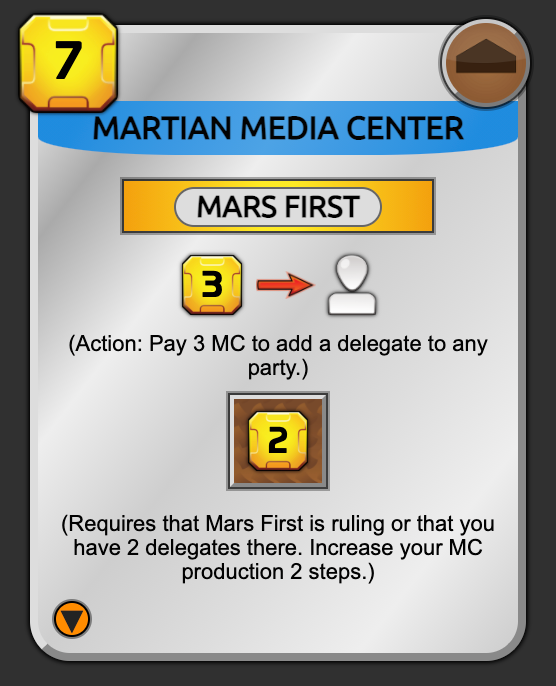 7
MARTIAN MEDIA CENTER
MARS FIRST
3
(Action: Pay 3 MC to add a delegate to any
party.)
2
(Requires that Mars First is ruling or that you
have 2 delegates there. Increase your MC
production 2 steps.)